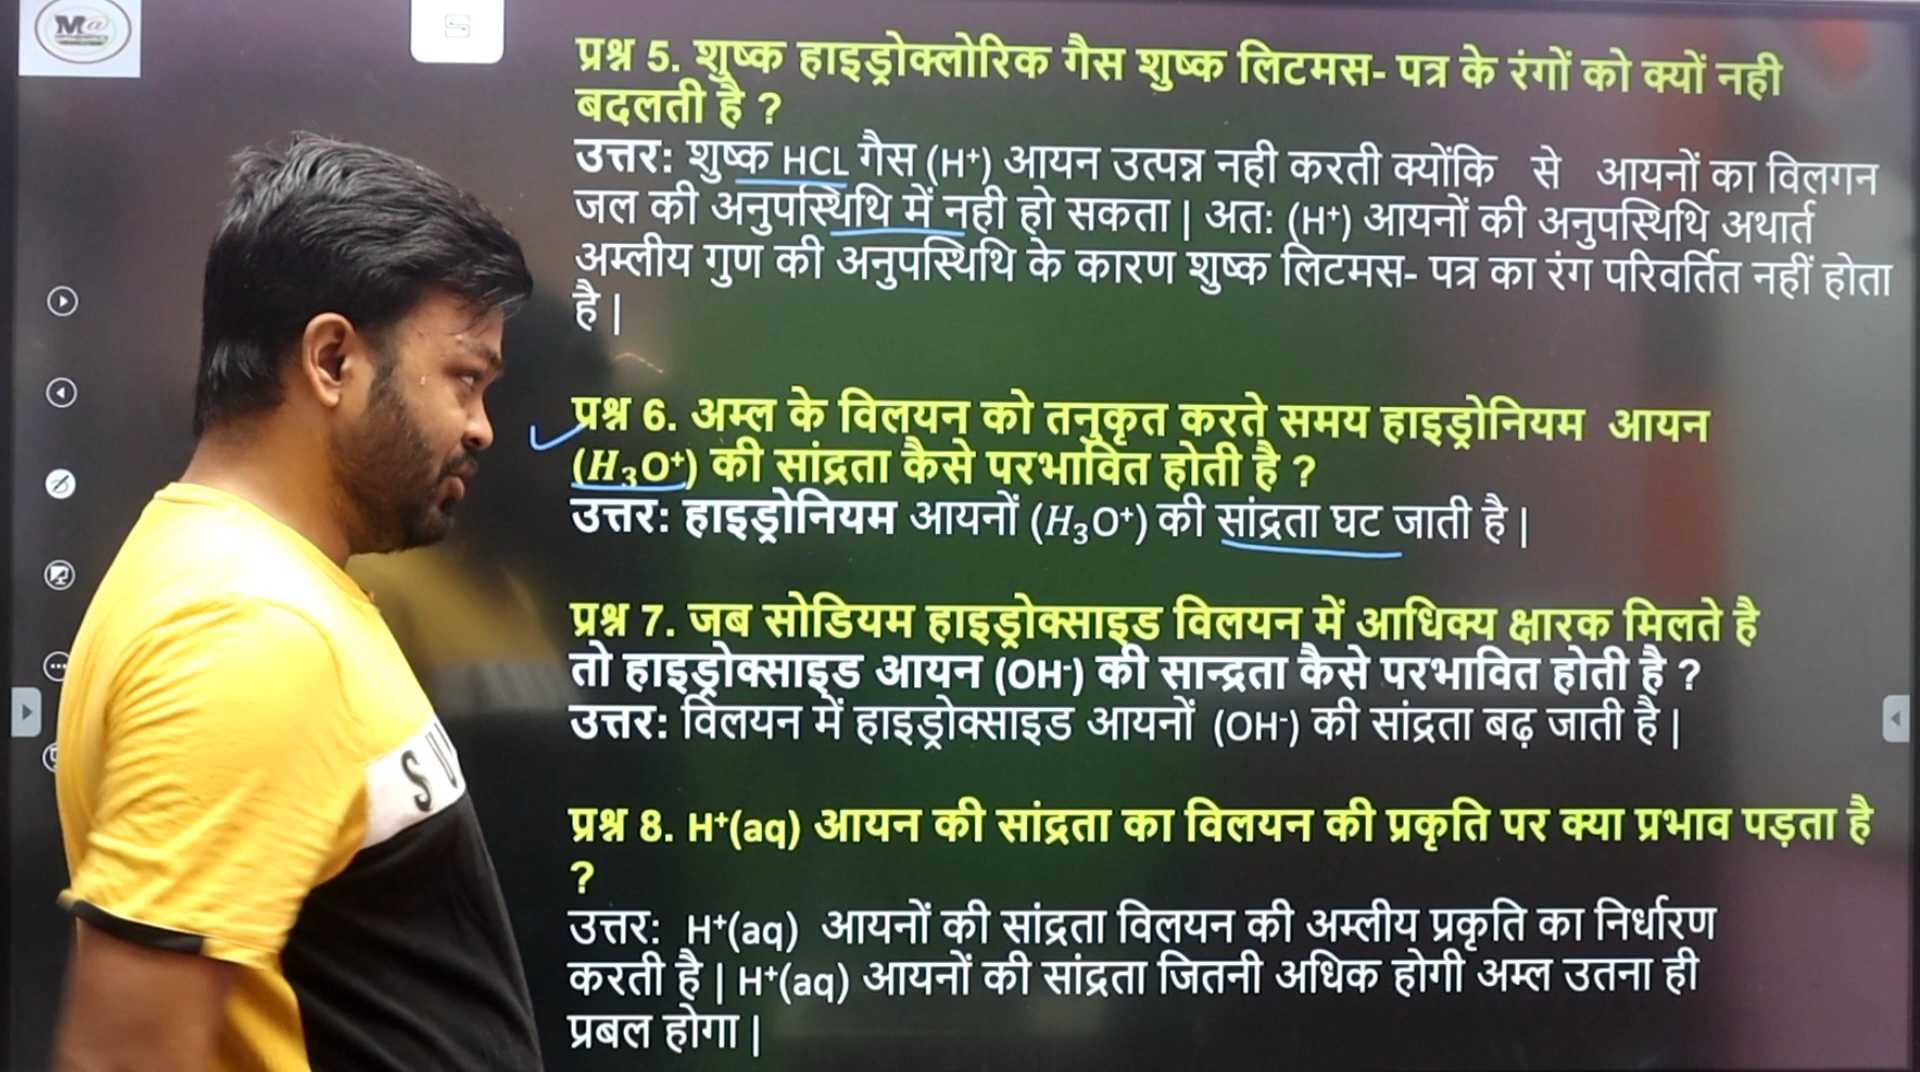 M@
प्रश्न 5. शुष्क हाइड्रोक्लोरिक गैस शुष्क लिटमस- पत्र के रंगों को क्यों नही
बदलती है ?
उत्तर: शुष्क HCL गैस (H⁺) आयन उत्पन्न नही करती क्योंकि से आयनों का विलगन
जल की अनुपस्थिथि में नही हो सकता | अत: (H⁺) आयनों की अनुपस्थिथि अथार्त
अम्लीय गुण की अनुपस्थिथि के कारण शुष्क लिटमस- पत्र का रंग परिवर्तित नहीं होता
है |
प्रश्न 6. अम्ल के विलयन को तनुकृत करते समय हाइड्रोनियम आयन
(H₃O⁺) की सांद्रता कैसे परभावित होती है ?
उत्तर: हाइड्रोनियम आयनों (H₃O⁺) की सांद्रता घट जाती है |
प्रश्न 7. जब सोडियम हाइड्रोक्साइड विलयन में आधिक्य क्षारक मिलते है
तो हाइड्रोक्साइड आयन (OH⁻) की सान्द्रता कैसे परभावित होती है ?
उत्तर: विलयन में हाइड्रोक्साइड आयनों (OH⁻) की सांद्रता बढ़ जाती है |
प्रश्न 8. H⁺(aq) आयन की सांद्रता का विलयन की प्रकृति पर क्या प्रभाव पड़ता है
?
उत्तर: H⁺(aq) आयनों की सांद्रता विलयन की अम्लीय प्रकृति का निर्धारण
करती है | H⁺(aq) आयनों की सांद्रता जितनी अधिक होगी अम्ल उतना ही
प्रबल होगा |